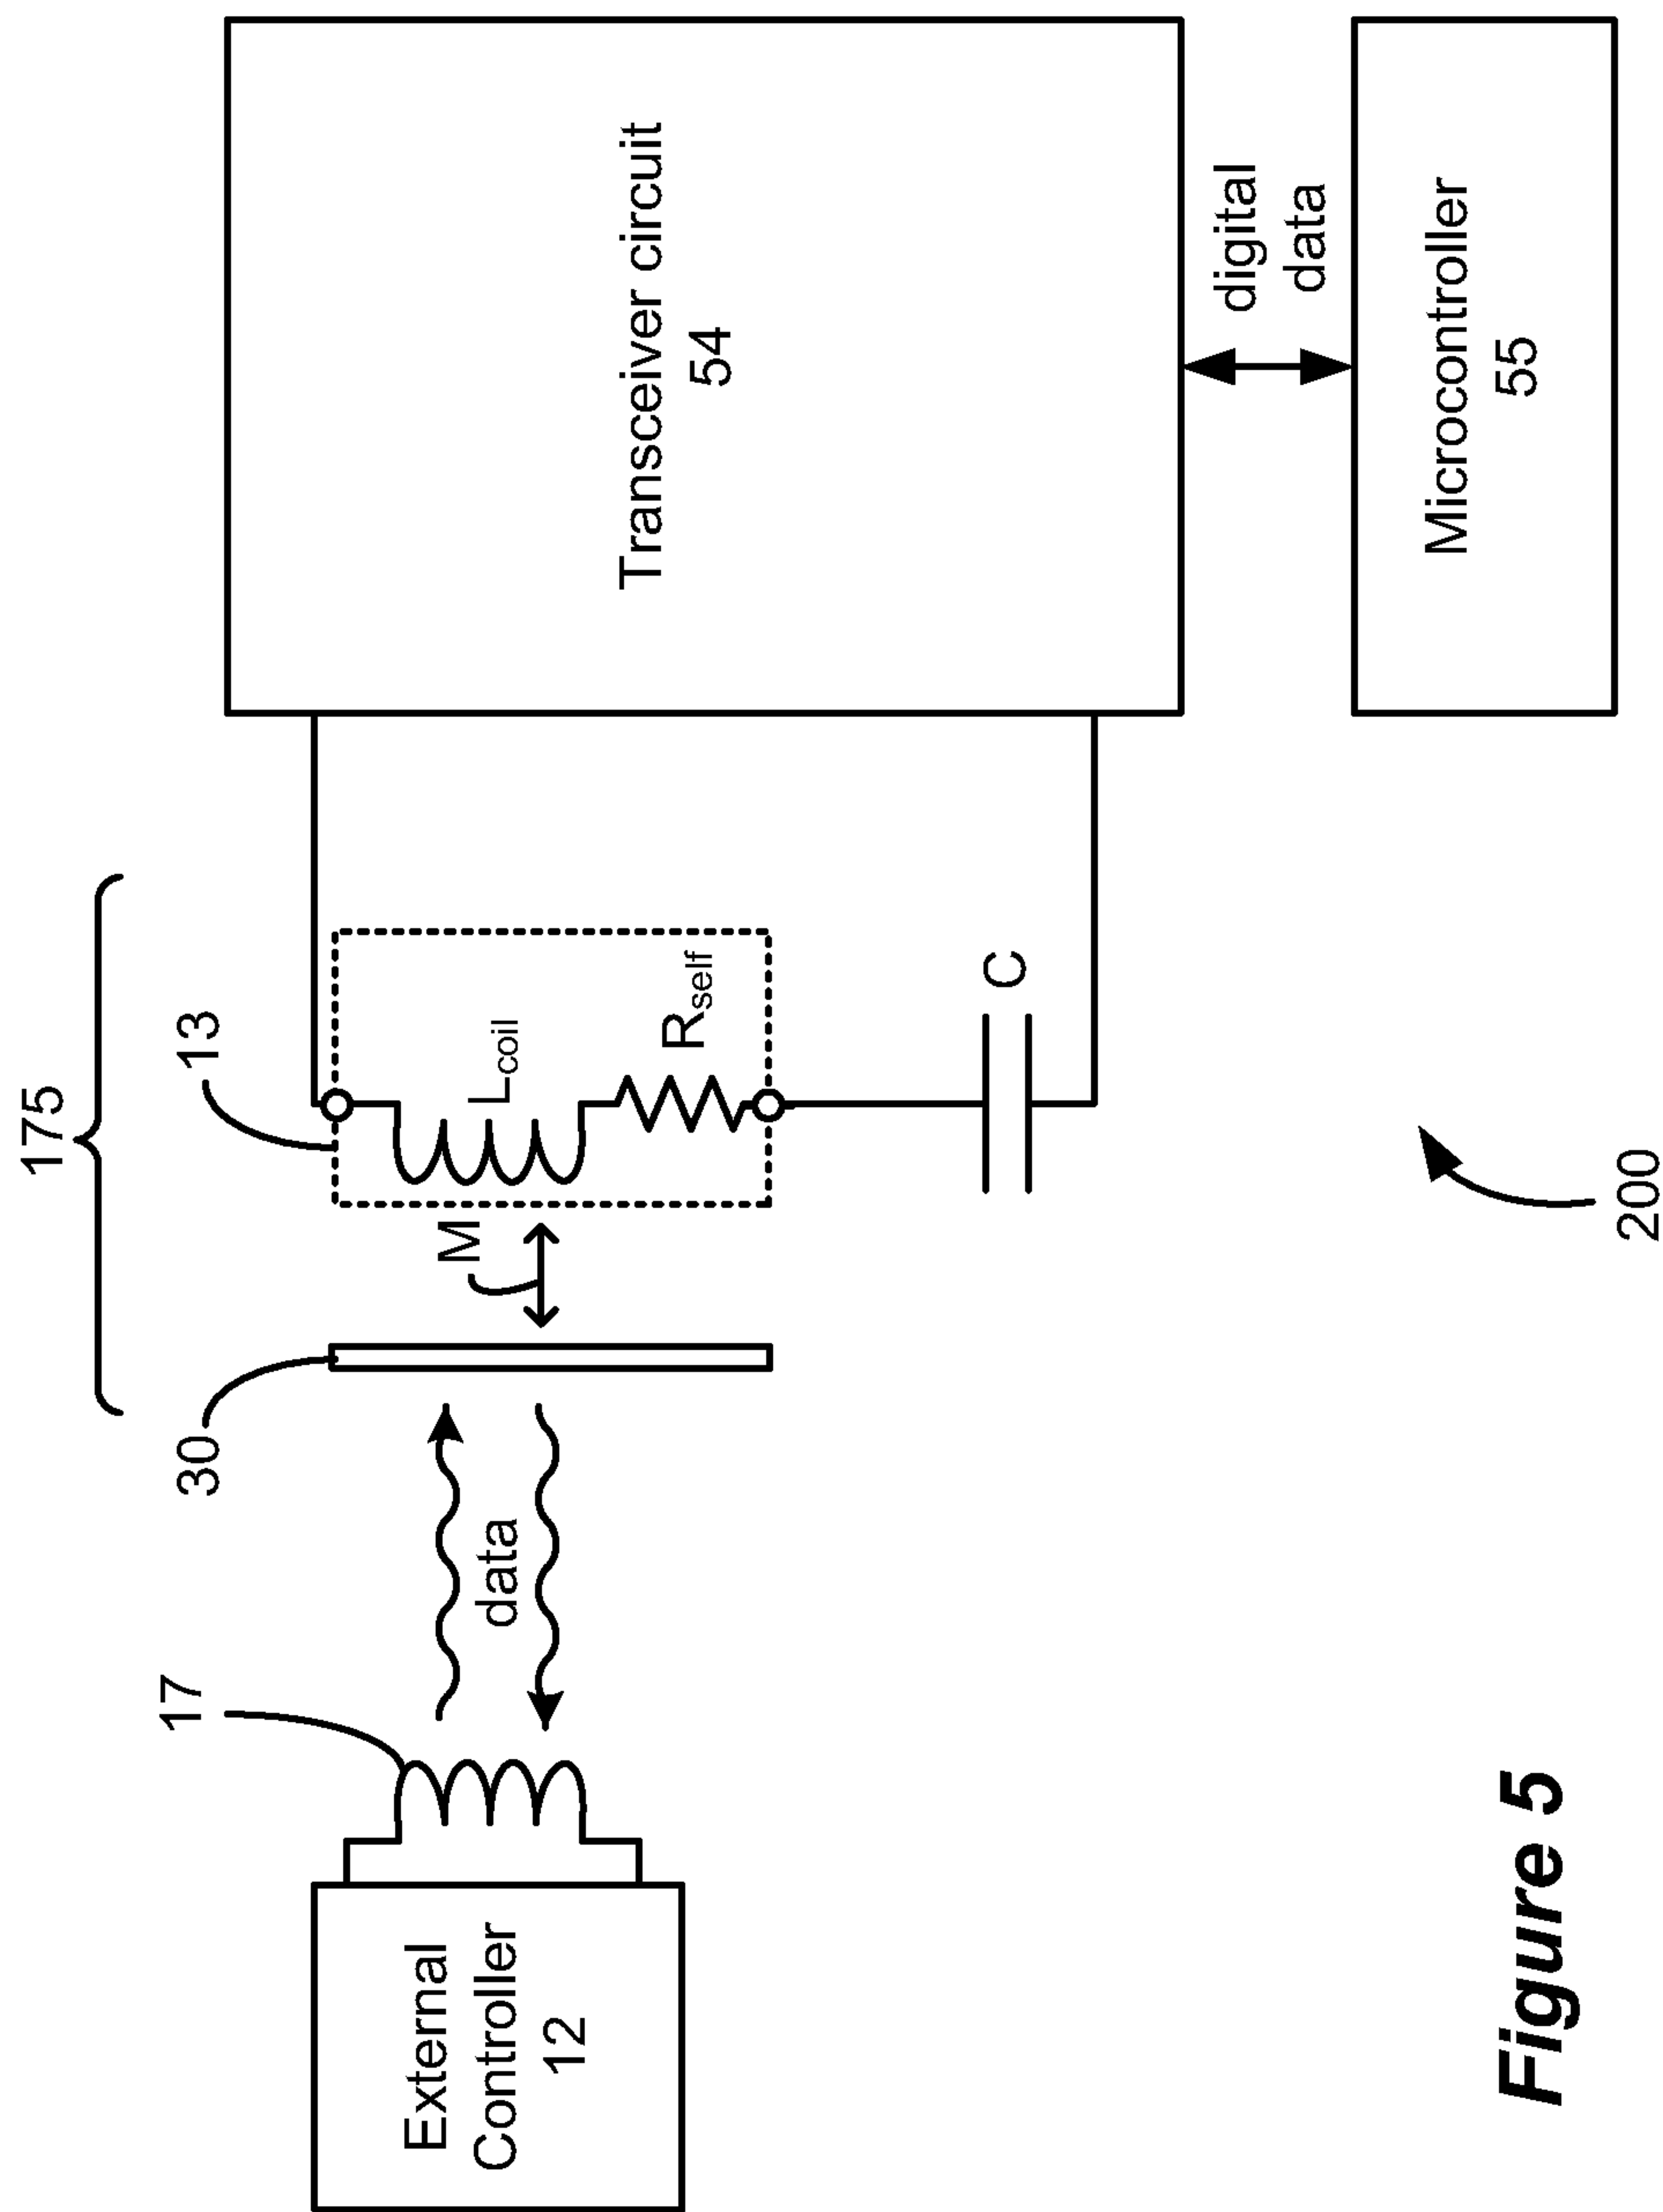 175
13
30
17
M
L_coil
R_self
C
data
External
Controller
12
Transceiver circuit
54
digital
data
Microcontroller
55
200
Figure 5